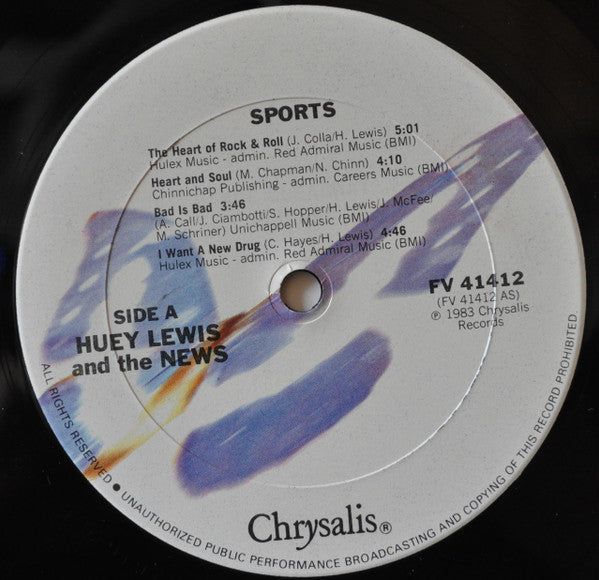 SPORTS
The Heart of Rock & Roll (J. Colla/H. Lewis) 5:01
Hulex Music - admin. Red Admiral Music (BMI)
Heart and Soul (M. Chapman/N. Chinn) 4:10
Chinnichap Publishing - admin. Careers Music (BMI)
Bad Is Bad 3:46
(A. Call/J. Ciambotti/S. Hopper/H. Lewis/J. McFee/
M. Schriner) Unichappell Music (BMI)
I Want A New Drug (C. Hayes/H. Lewis) 4:46
Hulex Music - admin. Red Admiral Music (BMI)
SIDE A
HUEY LEWIS
and the NEWS
FV 41412
(FV 41412 AS)
℗ 1983 Chrysalis
Records
Chrysalis®
ALL RIGHTS RESERVED • UNAUTHORIZED PUBLIC PERFORMANCE BROADCASTING AND COPYING OF THIS RECORD PROHIBITED